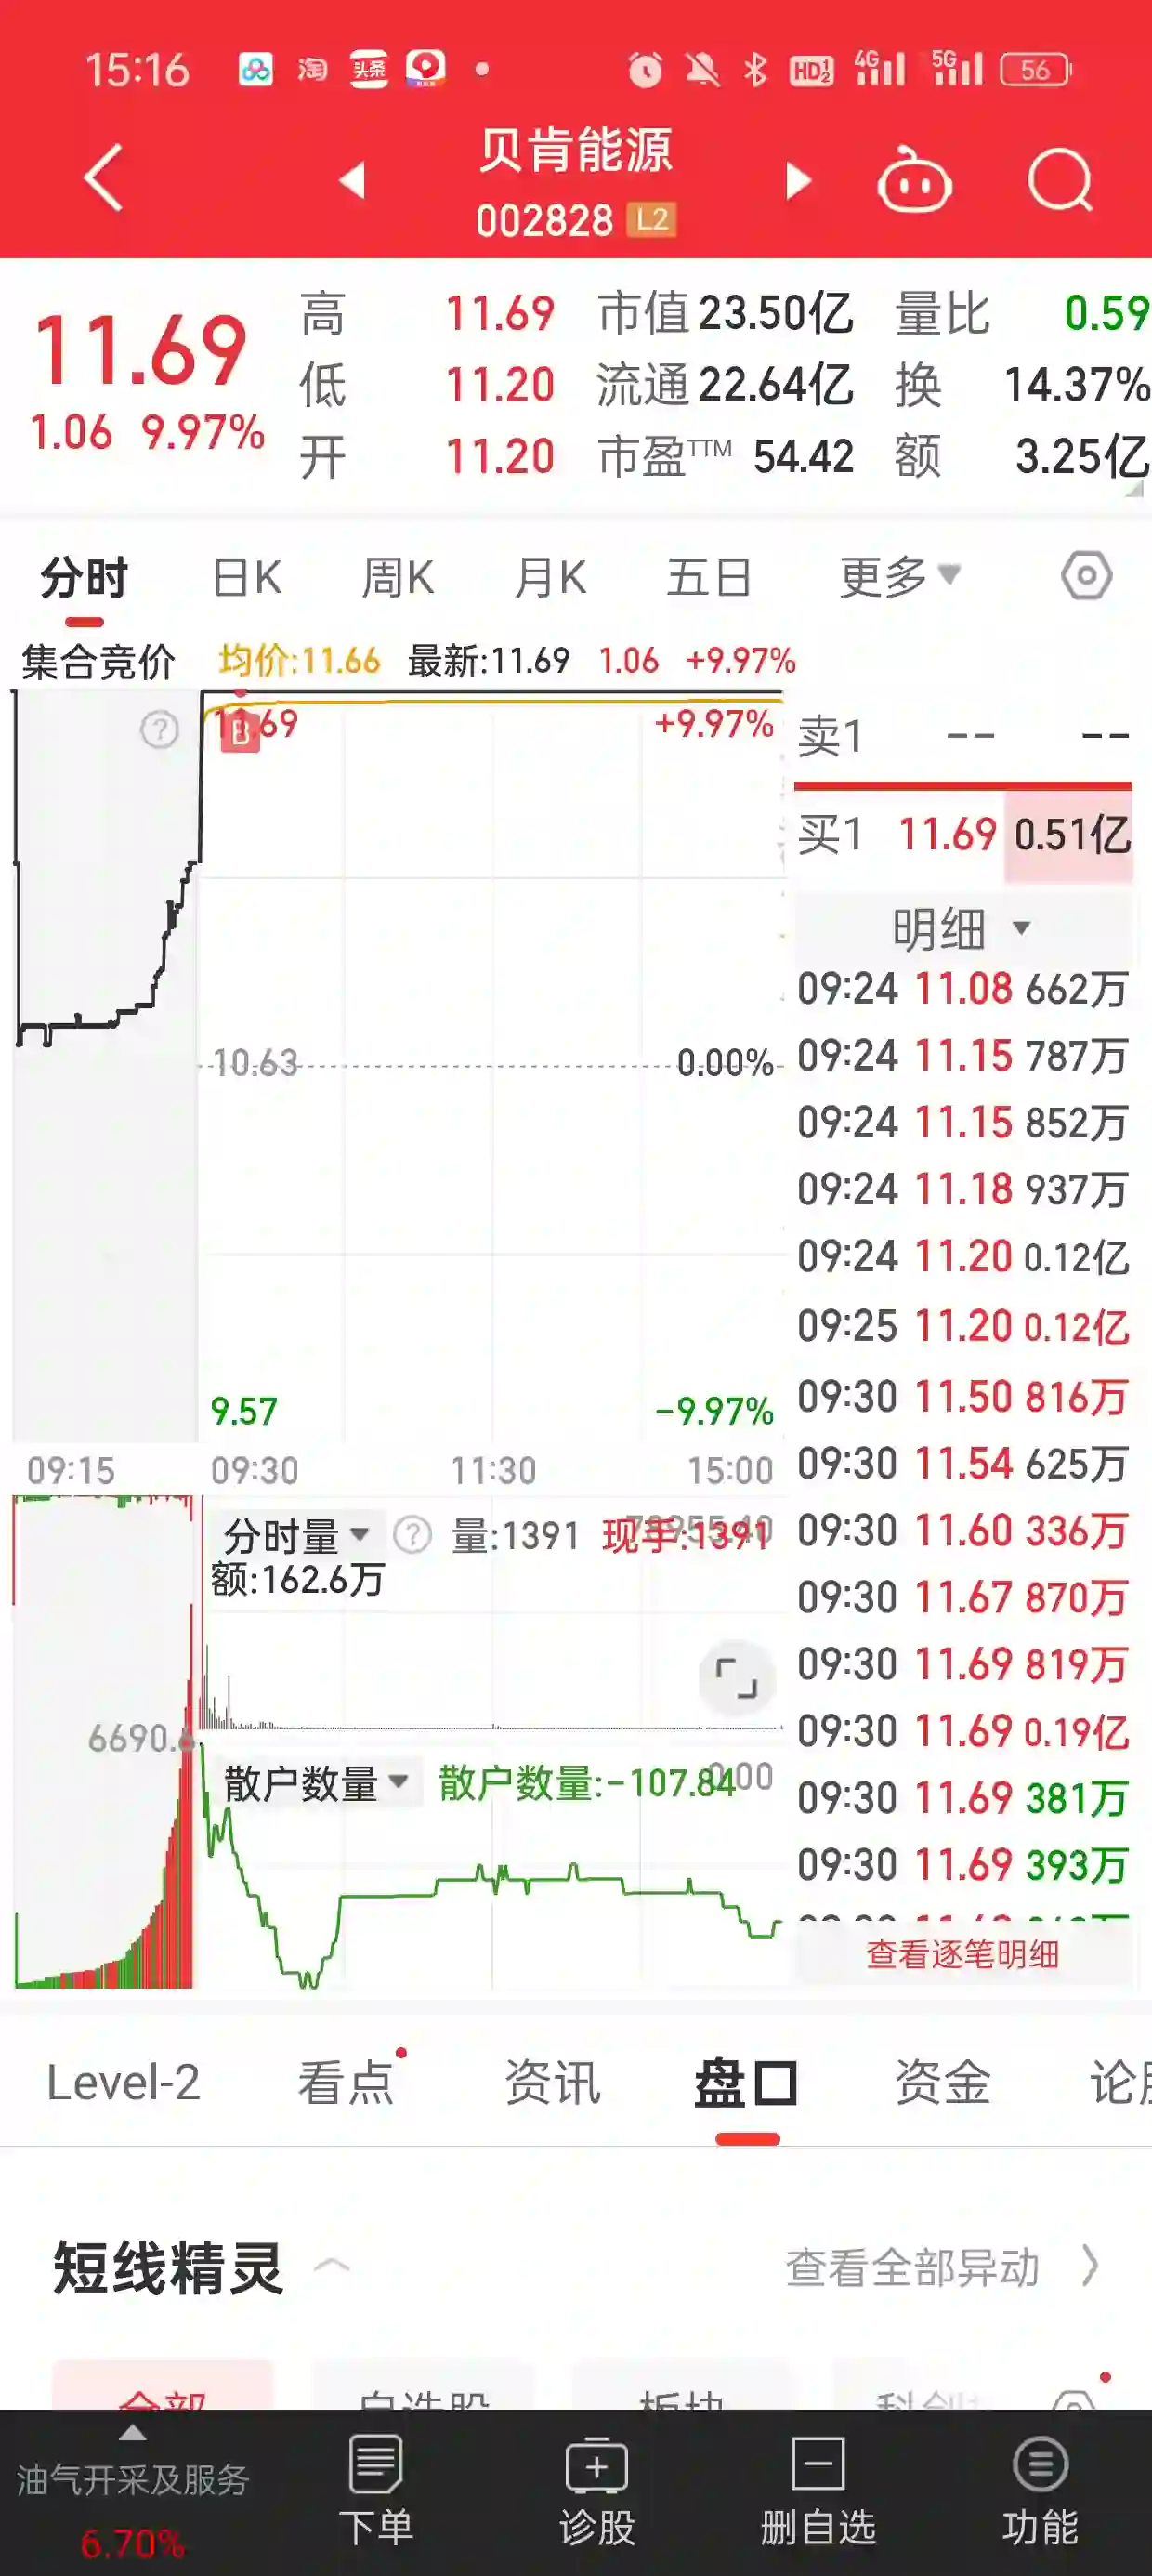 15:16 淘 头条 HD1 2 4G 5G 56
贝肯能源
002828 L2
11.69
1.06 9.97%
高 11.69 市值 23.50亿 量比 0.59
低 11.20 流通 22.64亿 换 14.37%
开 11.20 市盈TTM 54.42 额 3.25亿
分时 日K 周K 月K 五日 更多
集合竞价 均价:11.66 最新:11.69 1.06 +9.97%
11.69 +9.97%
B
10.63 0.00%
9.57 -9.97%
09:15 09:30 11:30 15:00
卖1 -- --
买1 11.69 0.51亿
明细
09:24 11.08 662万
09:24 11.15 787万
09:24 11.15 852万
09:24 11.18 937万
09:24 11.20 0.12亿
09:25 11.20 0.12亿
09:30 11.50 816万
09:30 11.54 625万
09:30 11.60 336万
09:30 11.67 870万
09:30 11.69 819万
09:30 11.69 0.19亿
09:30 11.69 381万
09:30 11.69 393万
查看逐笔明细
分时量 ? 量:1391 现手:1391
额:162.6万
6690.6
散户数量 散户数量:-107.84
Level-2 看点 资讯 盘口 资金
短线精灵 查看全部异动
全部 自选股 板块
油气开采及服务
6.70%
下单 诊股 删自选 功能